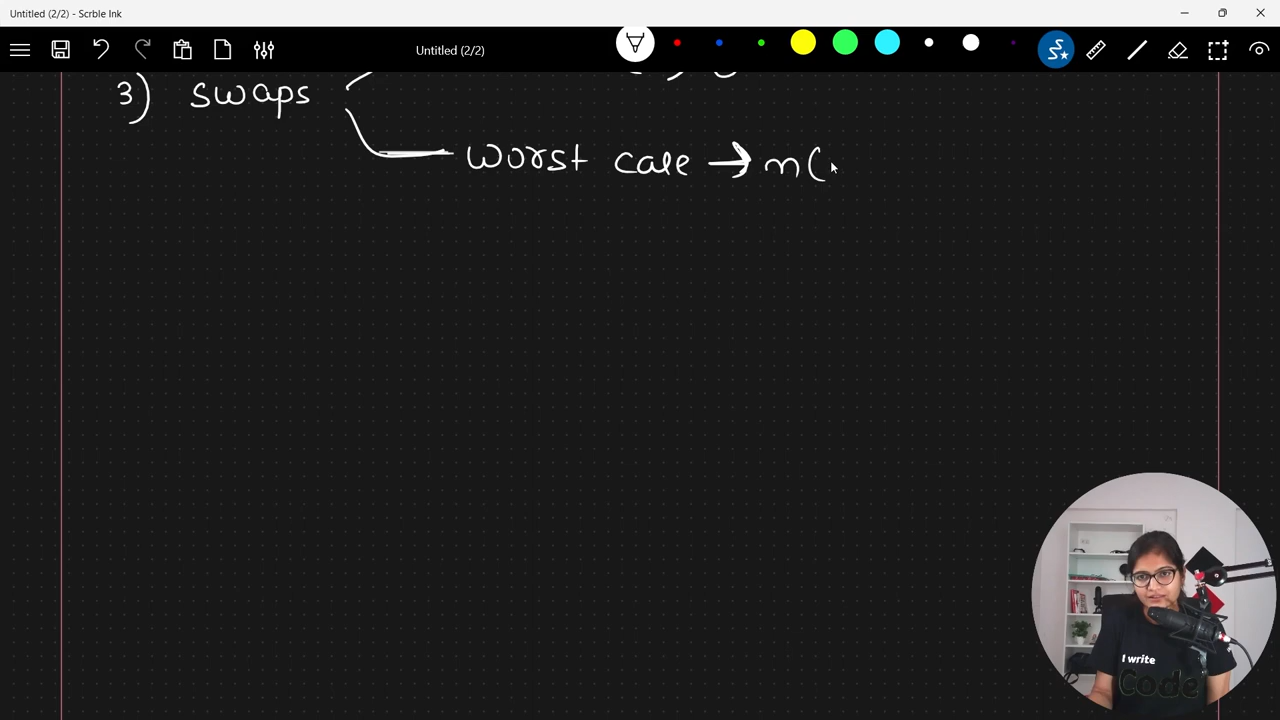 Untitled (2/2) - Scrble Ink
Untitled (2/2)
3) swaps
worst case → n(
I write
Code